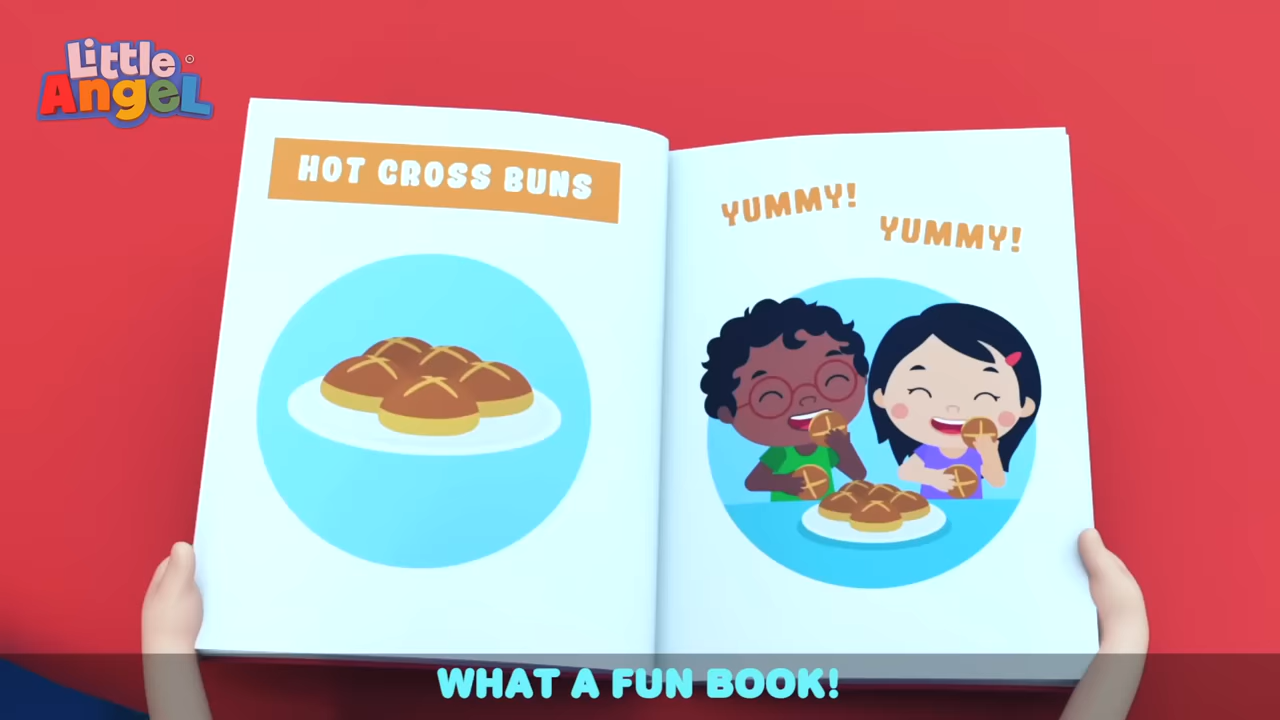 Little
Angel
HOT CROSS BUNS
YUMMY!
YUMMY!
WHAT A FUN BOOK!